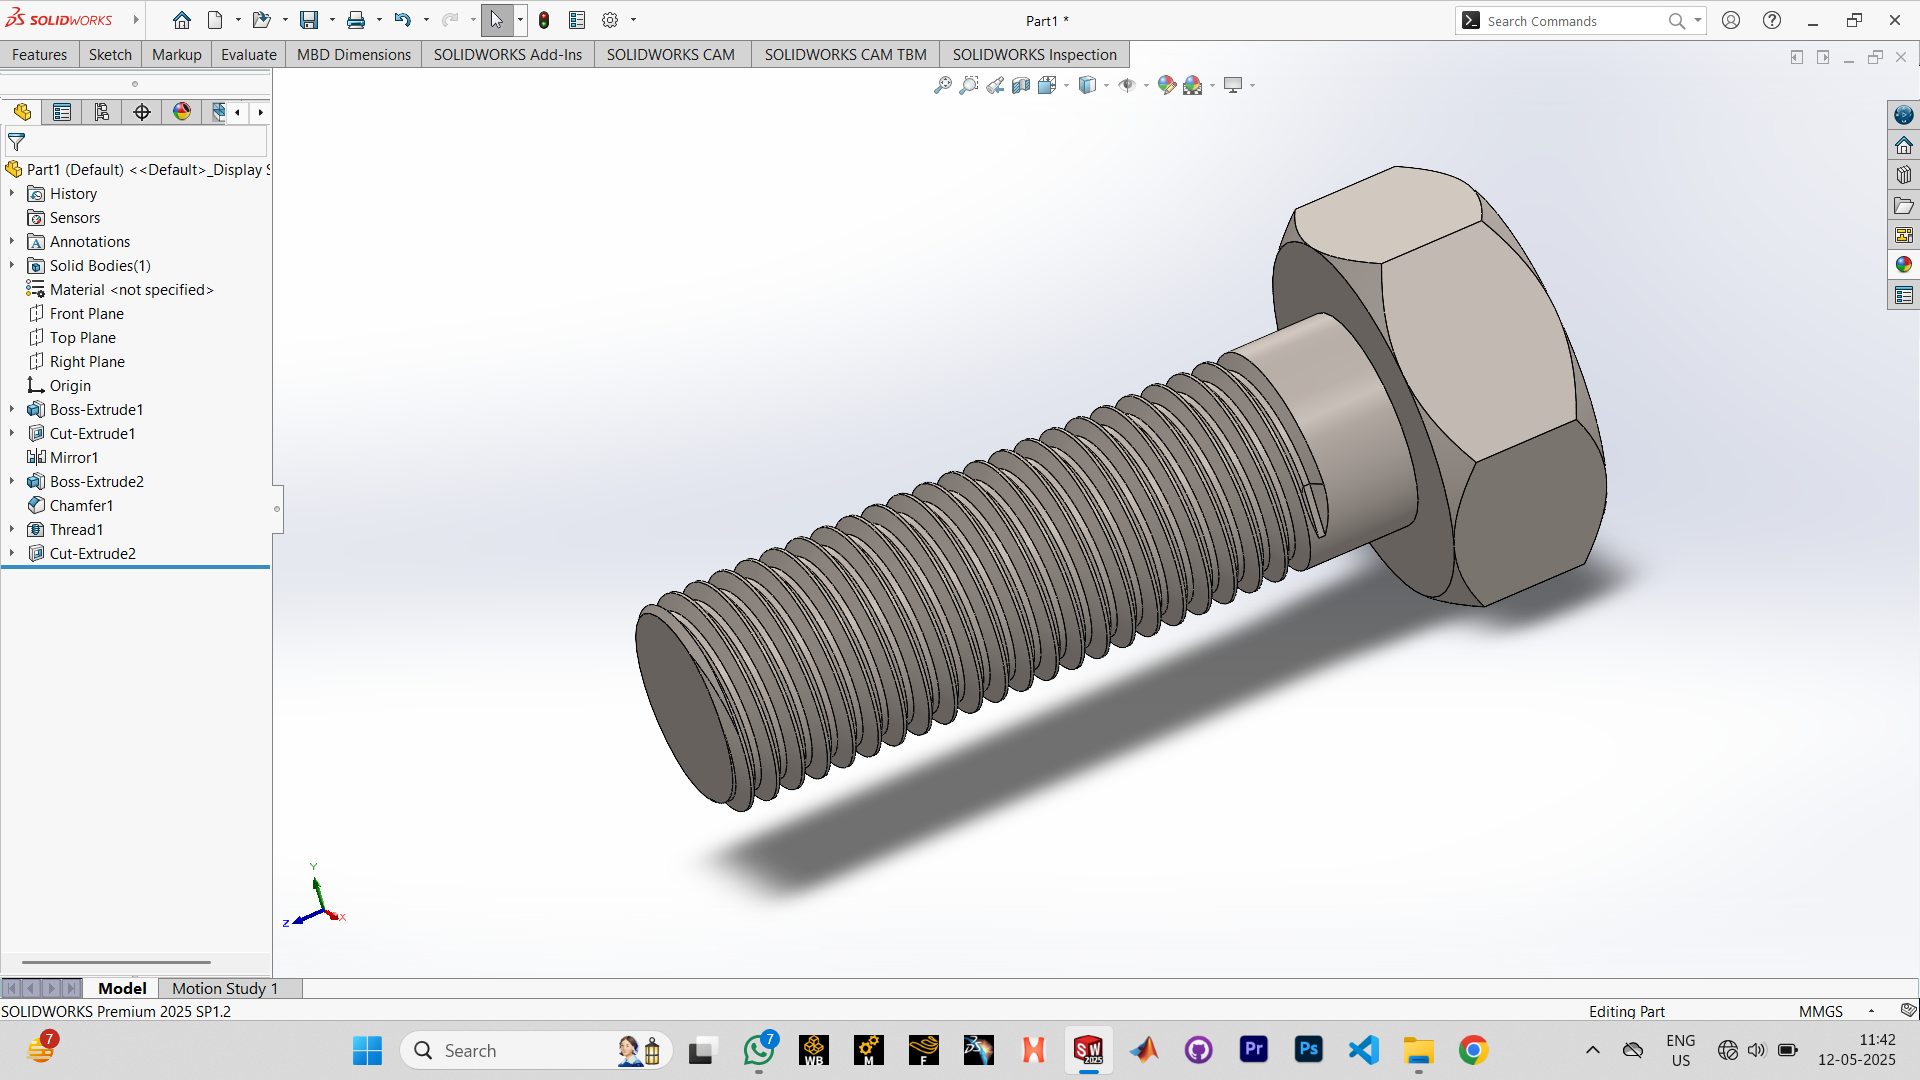 SOLIDWORKS
Part1 *
Search Commands
Features Sketch Markup Evaluate MBD Dimensions SOLIDWORKS Add-Ins SOLIDWORKS CAM SOLIDWORKS CAM TBM SOLIDWORKS Inspection
Part1 (Default) <<Default>_Display S
History
Sensors
Annotations
Solid Bodies(1)
Material <not specified>
Front Plane
Top Plane
Right Plane
Origin
Boss-Extrude1
Cut-Extrude1
Mirror1
Boss-Extrude2
Chamfer1
Thread1
Cut-Extrude2
Y
Z
X
Model Motion Study 1
SOLIDWORKS Premium 2025 SP1.2
Editing Part
MMGS
7
Search
7
WB
M
F
SW
2025
Pr
Ps
ENG
US
11:42
12-05-2025